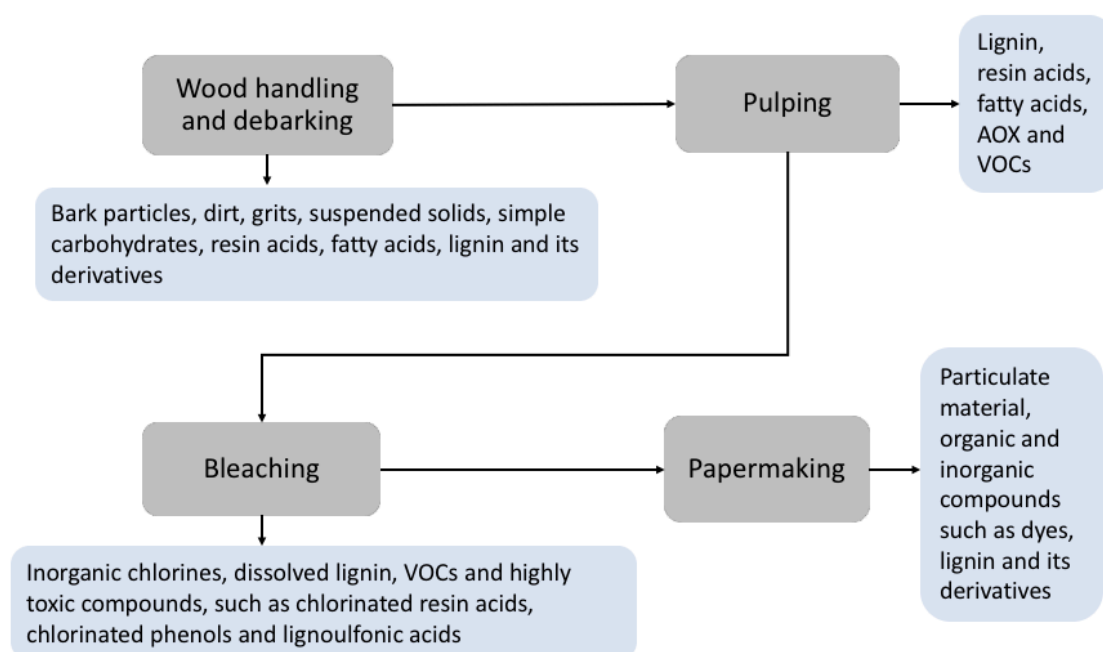 Wood handling
and debarking
Pulping
Lignin,
resin acids,
fatty acids,
AOX and
VOCs
Bark particles, dirt, grits, suspended solids, simple
carbohydrates, resin acids, fatty acids, lignin and its
derivatives
Bleaching
Papermaking
Particulate
material,
organic and
inorganic
compounds
such as dyes,
lignin and its
derivatives
Inorganic chlorines, dissolved lignin, VOCs and highly
toxic compounds, such as chlorinated resin acids,
chlorinated phenols and lignoulfonic acids